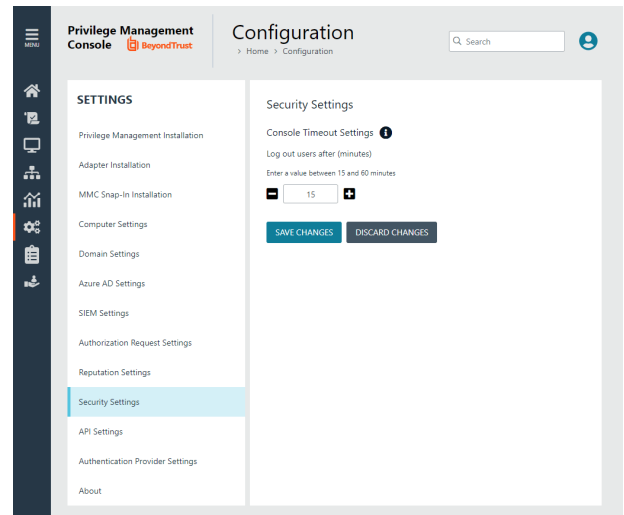 MENU
Privilege Management
Console BeyondTrust
Configuration
> Home > Configuration
Search
SETTINGS
Privilege Management Installation
Adapter Installation
MMC Snap-In Installation
Computer Settings
Domain Settings
Azure AD Settings
SIEM Settings
Authorization Request Settings
Reputation Settings
Security Settings
API Settings
Authentication Provider Settings
About
Security Settings
Console Timeout Settings
Log out users after (minutes)
Enter a value between 15 and 60 minutes
15
SAVE CHANGES DISCARD CHANGES